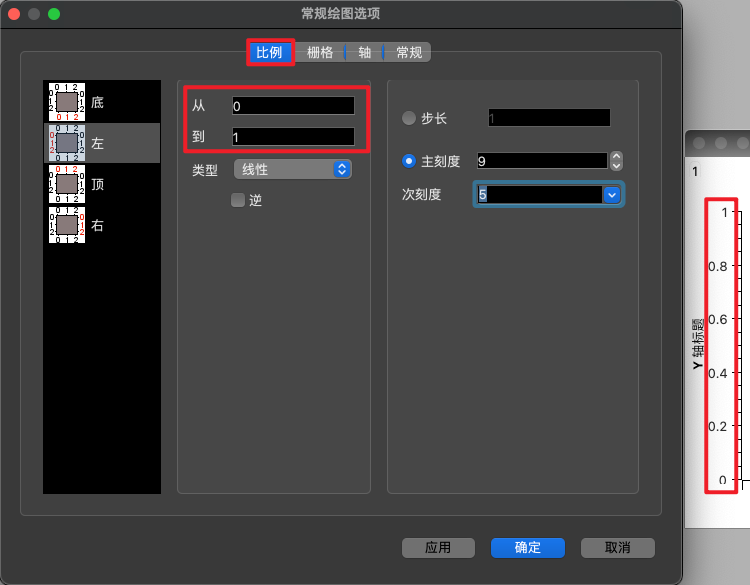 常规绘图选项
比例 栅格 轴 常规
底
左
顶
右
从 0
到 1
类型 线性
逆
步长 1
主刻度 9
次刻度 5
应用 确定 取消
1
Y 轴标题
1
0.8
0.6
0.4
0.2
0